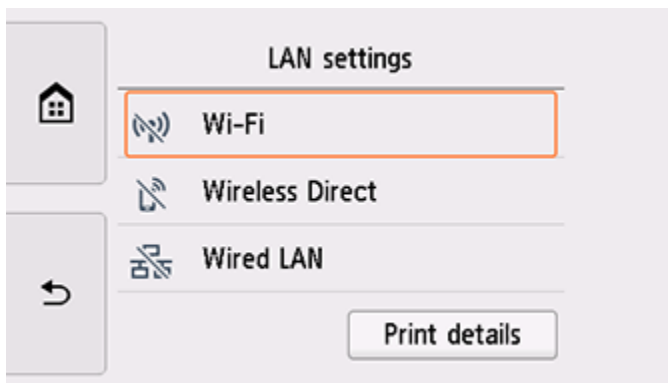 LAN settings
Wi-Fi
Wireless Direct
Wired LAN
Print details